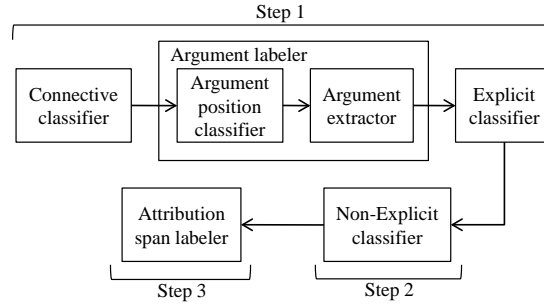 Step 1
Argument labeler
Connective
classifier
Argument
position
classifier
Argument
extractor
Explicit
classifier
Attribution
span labeler
Non-Explicit
classifier
Step 3
Step 2